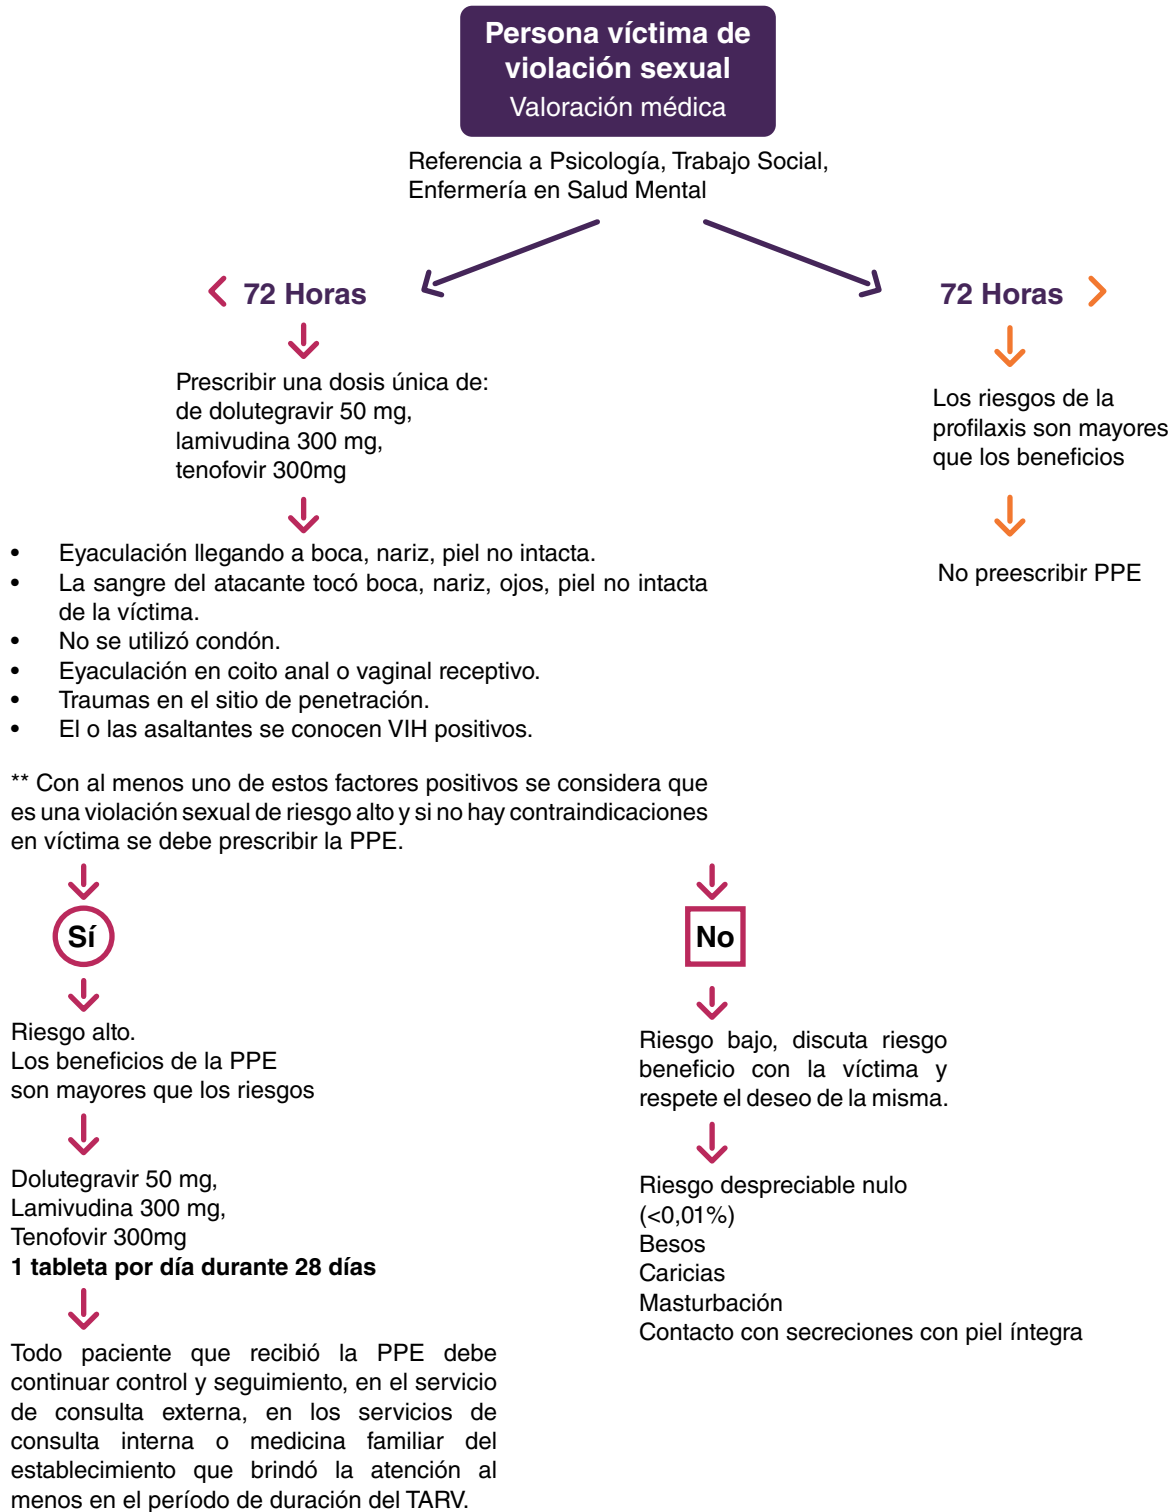 Persona víctima de
violación sexual
Valoración médica
Referencia a Psicología, Trabajo Social,
Enfermería en Salud Mental
< 72 Horas
Prescribir una dosis única de:
de dolutegravir 50 mg,
lamivudina 300 mg,
tenofovir 300mg
• Eyaculación llegando a boca, nariz, piel no intacta.
• La sangre del atacante tocó boca, nariz, ojos, piel no intacta
de la víctima.
• No se utilizó condón.
• Eyaculación en coito anal o vaginal receptivo.
• Traumas en el sitio de penetración.
• El o las asaltantes se conocen VIH positivos.
** Con al menos uno de estos factores positivos se considera que
es una violación sexual de riesgo alto y si no hay contraindicaciones
en víctima se debe prescribir la PPE.
Sí
Riesgo alto.
Los beneficios de la PPE
son mayores que los riesgos
Dolutegravir 50 mg,
Lamivudina 300 mg,
Tenofovir 300mg
1 tableta por día durante 28 días
Todo paciente que recibió la PPE debe
continuar control y seguimiento, en el servicio
de consulta externa, en los servicios de
consulta interna o medicina familiar del
establecimiento que brindó la atención al
menos en el período de duración del TARV.
No
Riesgo bajo, discuta riesgo
beneficio con la víctima y
respete el deseo de la misma.
Riesgo despreciable nulo
(<0,01%)
Besos
Caricias
Masturbación
Contacto con secreciones con piel íntegra
72 Horas >
Los riesgos de la
profilaxis son mayores
que los beneficios
No preescribir PPE